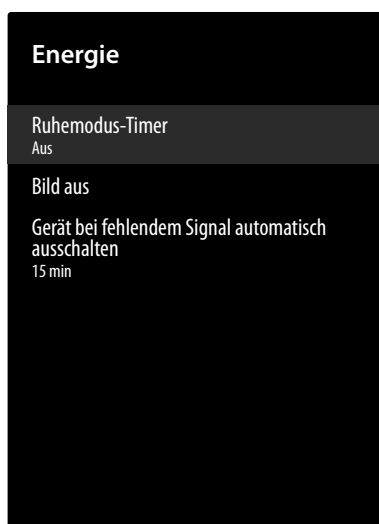 Energie
Ruhemodus-Timer
Aus
Bild aus
Gerät bei fehlendem Signal automatisch
ausschalten
15 min